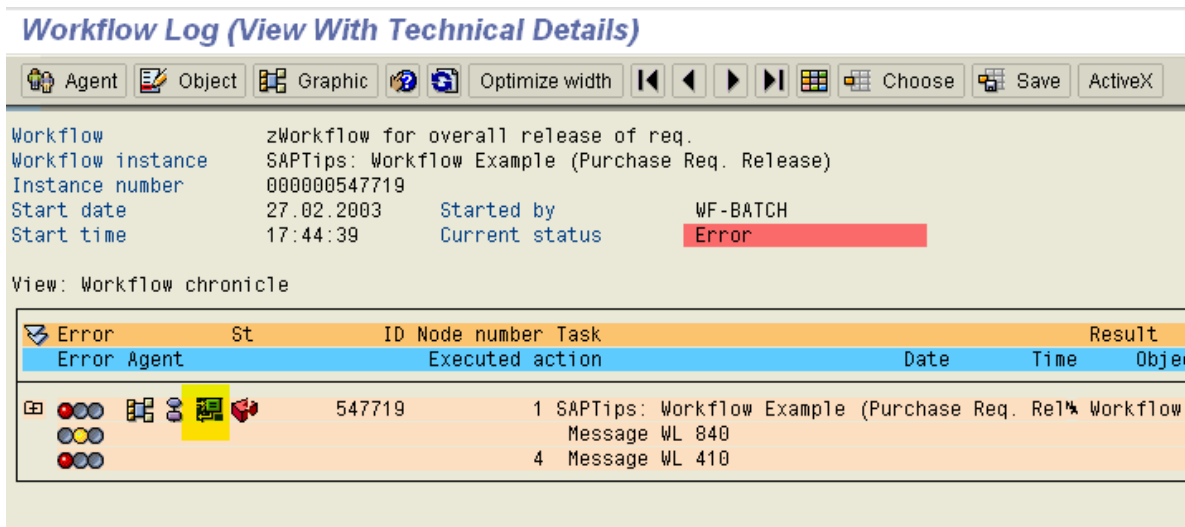 Workflow Log (View With Technical Details)
Agent Object Graphic Optimize width Choose Save ActiveX
Workflow zWorkflow for overall release of req.
Workflow instance SAPTips: Workflow Example (Purchase Req. Release)
Instance number 000000547719
Start date 27.02.2003 Started by WF-BATCH
Start time 17:44:39 Current status Error
View: Workflow chronicle
Error St ID Node number Task Result
Error Agent Executed action Date Time Obje
547719 1 SAPTips: Workflow Example (Purchase Req. Rel Workflow
Message WL 840
4 Message WL 410